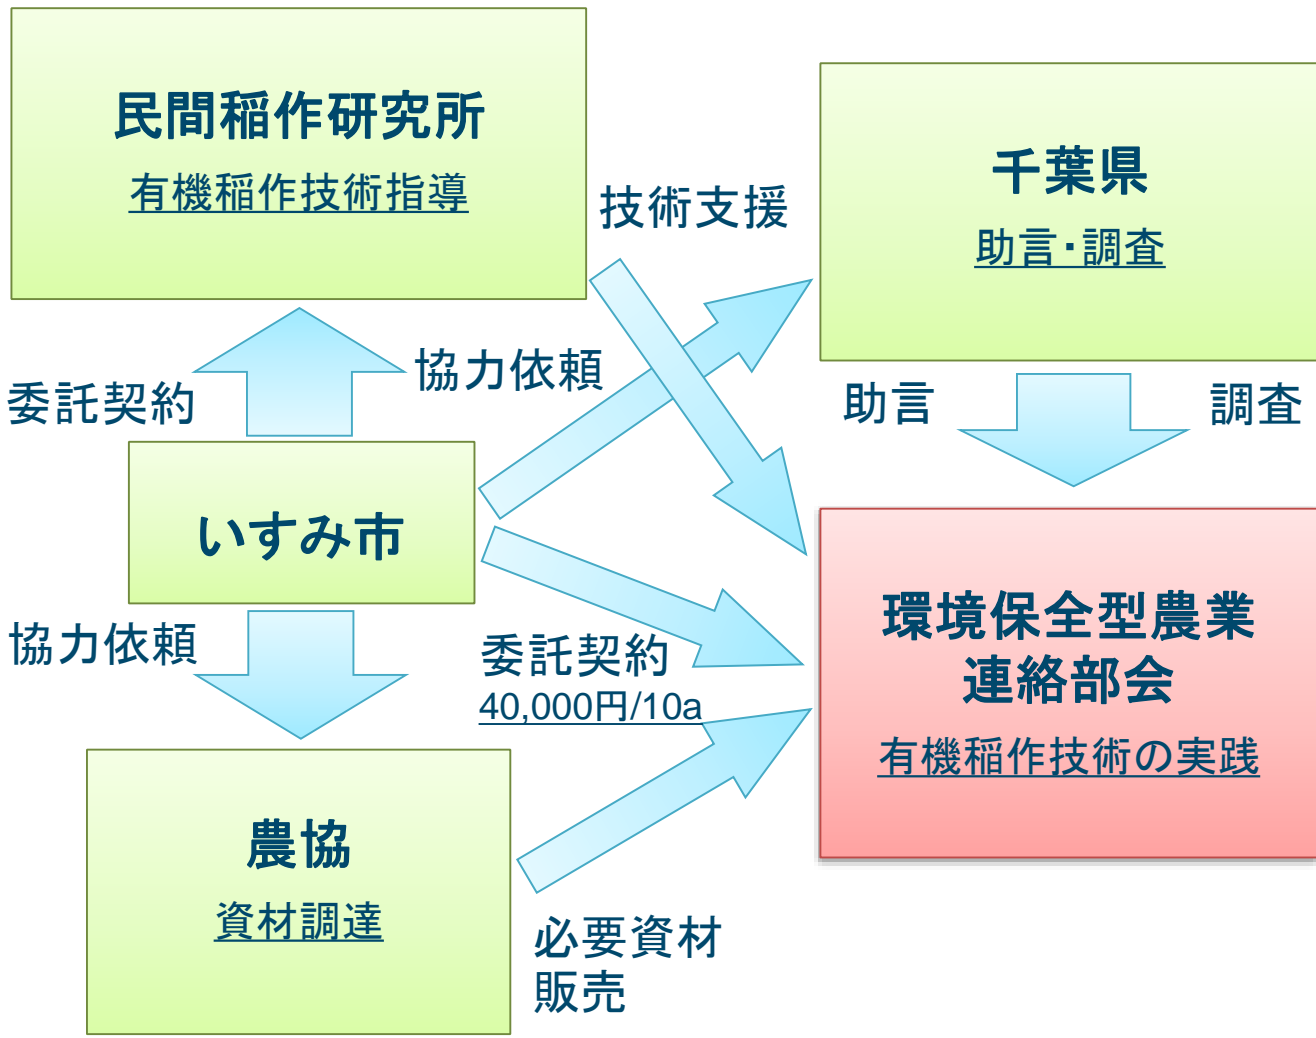 民間稲作研究所
有機稲作技術指導
千葉県
助言・調査
技術支援
協力依頼
委託契約
助言
調査
いすみ市
協力依頼
委託契約
40,000円/10a
環境保全型農業
連絡部会
有機稲作技術の実践
農協
資材調達
必要資材
販売